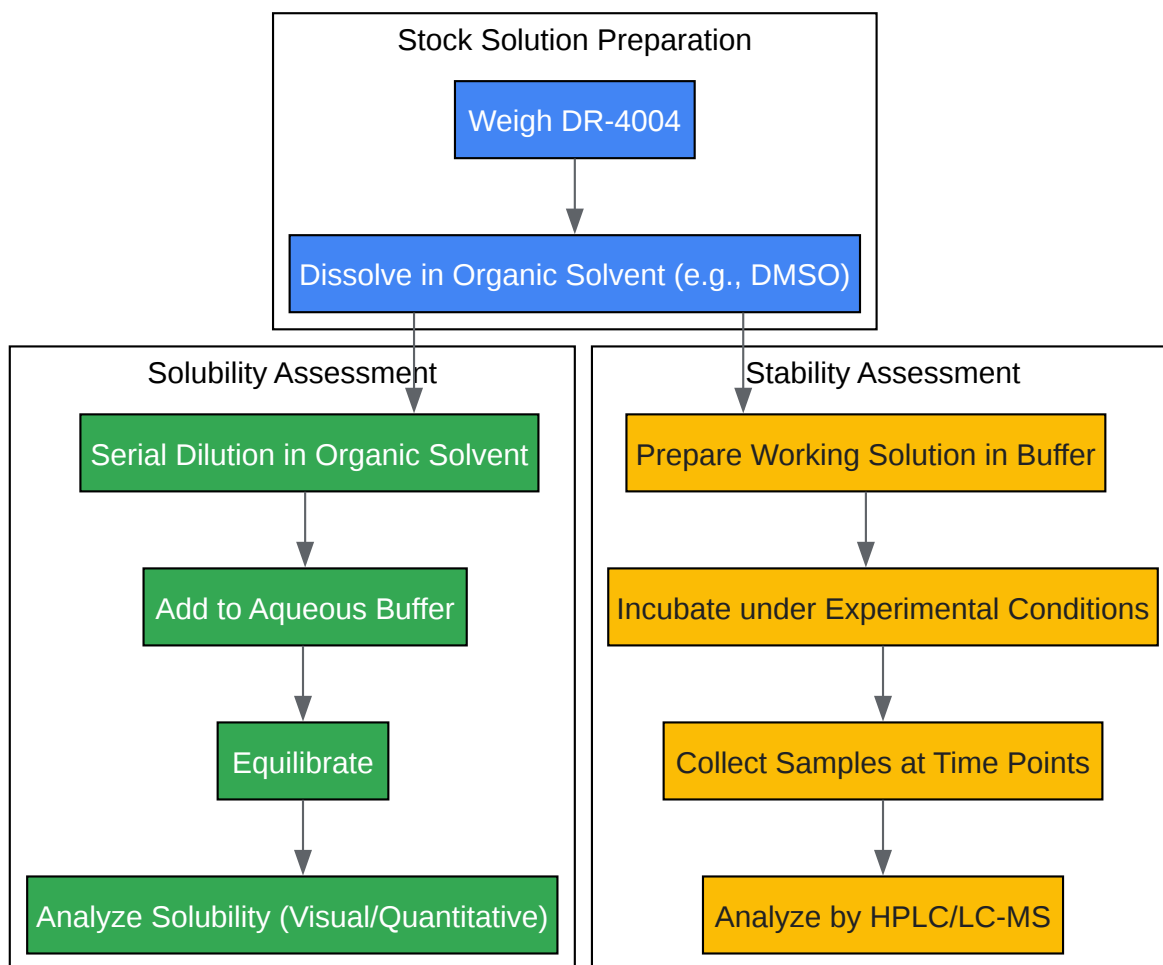 Stock Solution Preparation
Weigh DR-4004
Dissolve in Organic Solvent (e.g., DMSO)
Solubility Assessment
Serial Dilution in Organic Solvent
Add to Aqueous Buffer
Equilibrate
Analyze Solubility (Visual/Quantitative)
Stability Assessment
Prepare Working Solution in Buffer
Incubate under Experimental Conditions
Collect Samples at Time Points
Analyze by HPLC/LC-MS